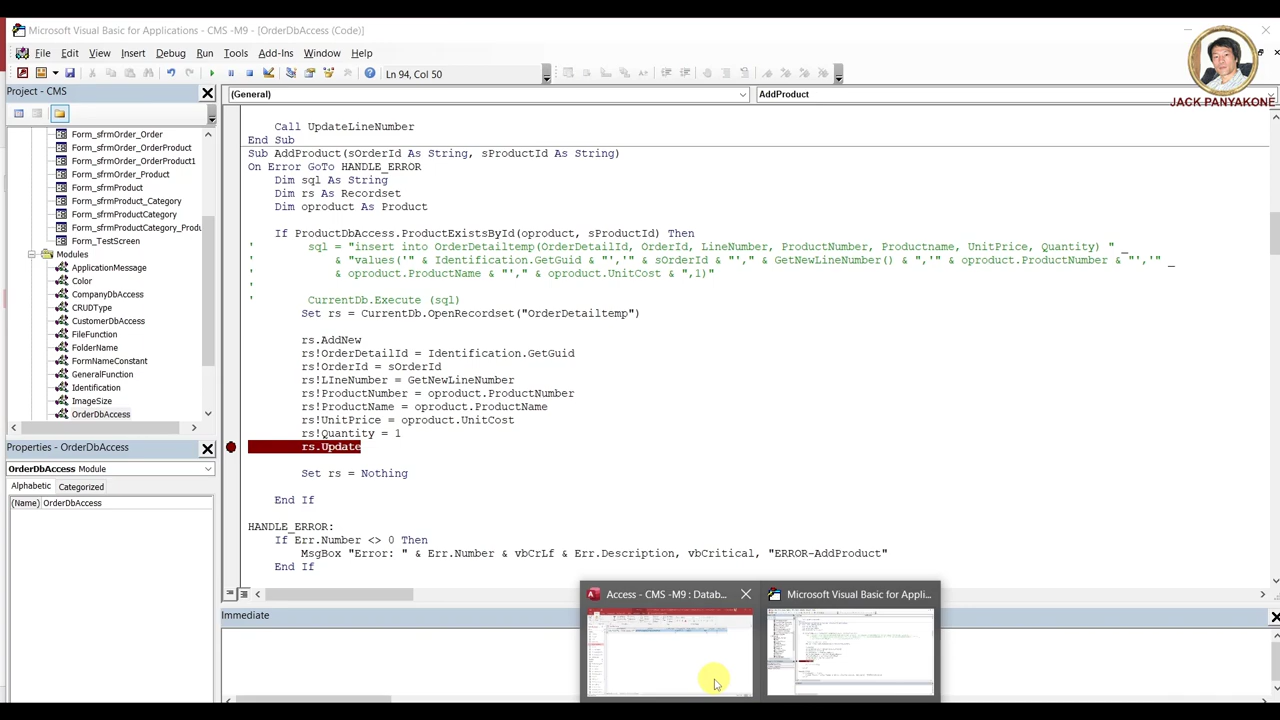 Microsoft Visual Basic for Applications - CMS -M9 - [OrderDbAccess (Code)]
File Edit View Insert Debug Run Tools Add-Ins Window Help
Ln 94, Col 50
JACK PANYAKONE
Project - CMS
(General)
AddProduct
Form_sfrmOrder_Order
Form_sfrmOrder_OrderProduct
Form_sfrmOrder_OrderProduct1
Form_sfrmOrder_Product
Form_sfrmProduct
Form_sfrmProduct_Category
Form_sfrmProductCategory
Form_sfrmProductCategory_Produ
Form_TestScreen
Modules
ApplicationMessage
Color
CompanyDbAccess
CRUDType
CustomerDbAccess
FileFunction
FolderName
FormNameConstant
GeneralFunction
Identification
ImageSize
OrderDbAccess
Properties - OrderDbAccess
OrderDbAccess Module
Alphabetic Categorized
(Name) OrderDbAccess
Call UpdateLineNumber
End Sub
Sub AddProduct(sOrderId As String, sProductId As String)
On Error GoTo HANDLE_ERROR
Dim sql As String
Dim rs As Recordset
Dim oproduct As Product
If ProductDbAccess.ProductExistsById(oproduct, sProductId) Then
' sql = "insert into OrderDetailtemp(OrderDetailId, OrderId, LineNumber, ProductNumber, Productname, UnitPrice, Quantity) " _
' & "values('" & Identification.GetGuid & "','" & sOrderId & "'," & GetNewLineNumber() & ",'" & oproduct.ProductNumber & "','" _
' & oproduct.ProductName & "'," & oproduct.UnitCost & ",1)"
'
' CurrentDb.Execute (sql)
Set rs = CurrentDb.OpenRecordset("OrderDetailtemp")
rs.AddNew
rs!OrderDetailId = Identification.GetGuid
rs!OrderId = sOrderId
rs!LIneNumber = GetNewLineNumber
rs!ProductNumber = oproduct.ProductNumber
rs!ProductName = oproduct.ProductName
rs!UnitPrice = oproduct.UnitCost
rs!Quantity = 1
rs.Update
Set rs = Nothing
End If
HANDLE_ERROR:
If Err.Number <> 0 Then
MsgBox "Error: " & Err.Number & vbCrLf & Err.Description, vbCritical, "ERROR-AddProduct"
End If
Immediate
Access - CMS -M9 : Datab...
Microsoft Visual Basic for Appli...